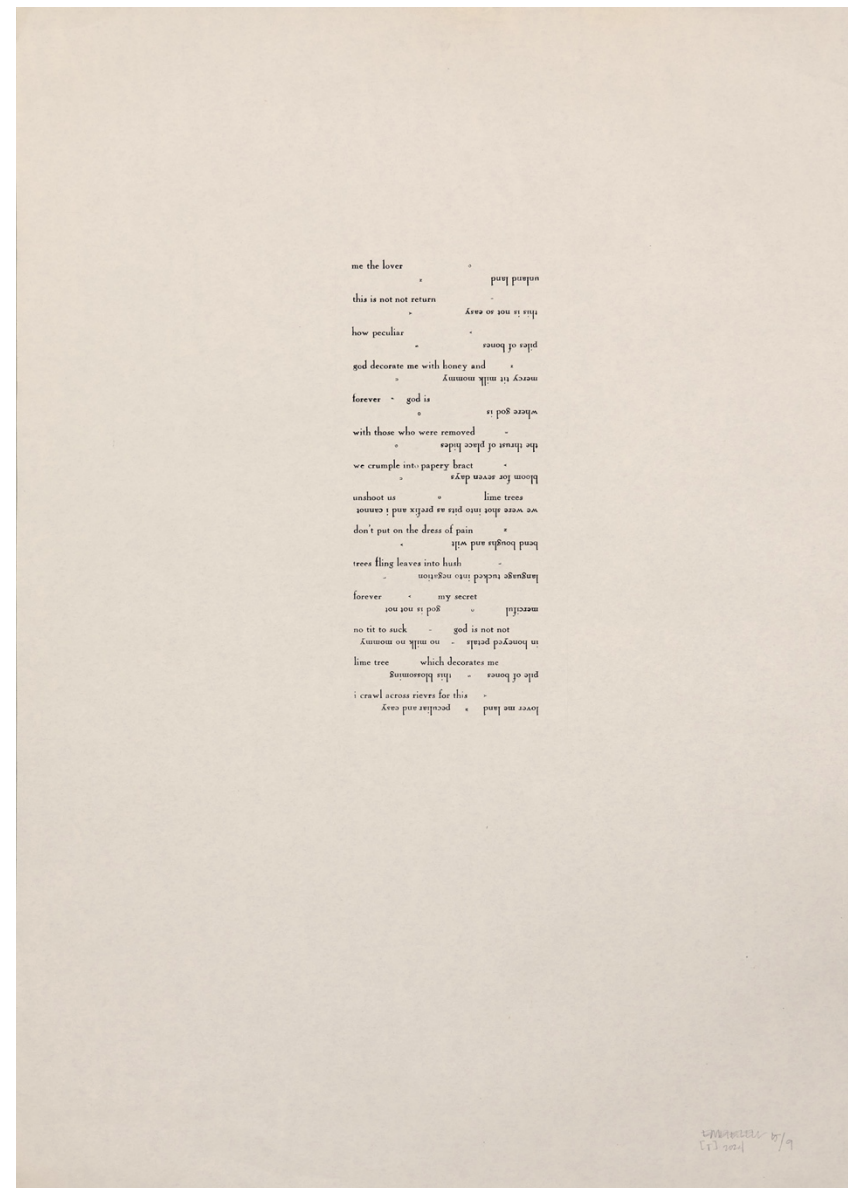 me the lover
unland land
this is not not return
this is not so easy
how peculiar
piles of bones
god decorate me with honey and
mercy tit milk mommy
forever god is
where god is
with those who were removed
the thrust of place hides
we crumple into papery bract
bloom for seven days
unshoot us lime trees
we were shot into pits as prefix and i cannot
don't put on the dress of pain
bend boughs and wilt
trees fling leaves into hush
language tucked into negation
forever my secret
merciful god is not not
no tit to suck god is not not
in honeyed petals no milk no mommy
lime tree which decorates me
pile of bones this blossoming
i crawl across rievrs for this
lover me land peculiar and easy
[5] 2021